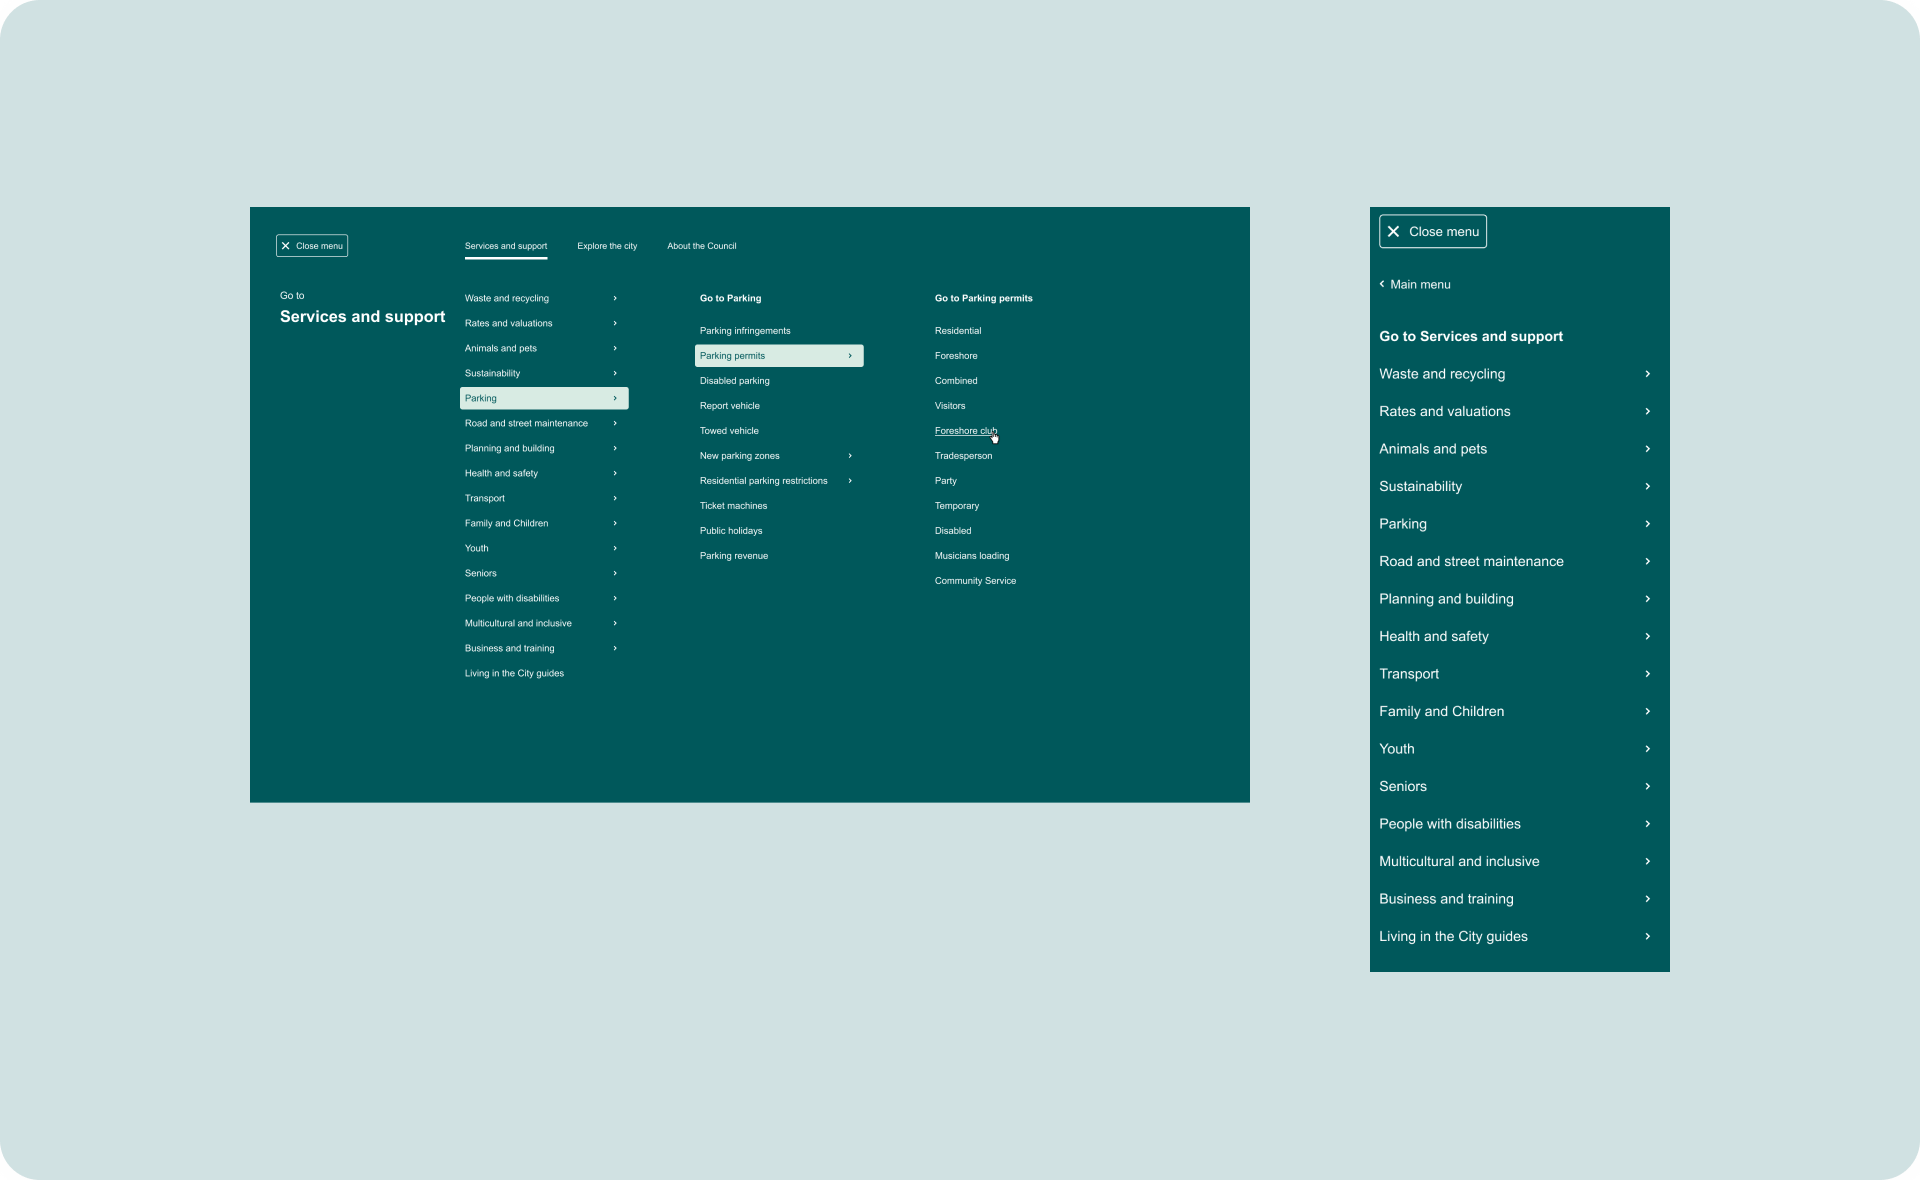 Close menu
Services and support
Explore the city
About the Council
Go to
Services and support
Waste and recycling
Rates and valuations
Animals and pets
Sustainability
Parking
Road and street maintenance
Planning and building
Health and safety
Transport
Family and Children
Youth
Seniors
People with disabilities
Multicultural and inclusive
Business and training
Living in the City guides
Go to Parking
Parking infringements
Parking permits
Disabled parking
Report vehicle
Towed vehicle
New parking zones
Residential parking restrictions
Ticket machines
Public holidays
Parking revenue
Go to Parking permits
Residential
Foreshore
Combined
Visitors
Foreshore club
Tradesperson
Party
Temporary
Disabled
Musicians loading
Community Service
Close menu
Main menu
Go to Services and support
Waste and recycling
Rates and valuations
Animals and pets
Sustainability
Parking
Road and street maintenance
Planning and building
Health and safety
Transport
Family and Children
Youth
Seniors
People with disabilities
Multicultural and inclusive
Business and training
Living in the City guides